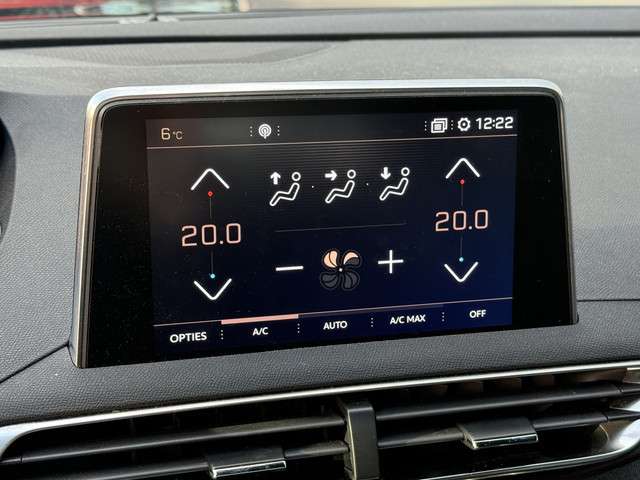 6°C 12:22
20.0 20.0
OPTIES A/C AUTO A/C MAX OFF